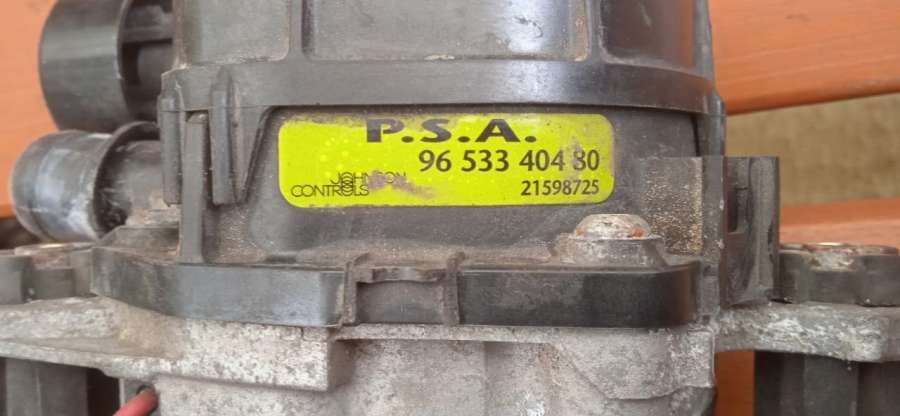 P.S.A.
96 533 404 80
JOHNSON
CONTROLS
21598725